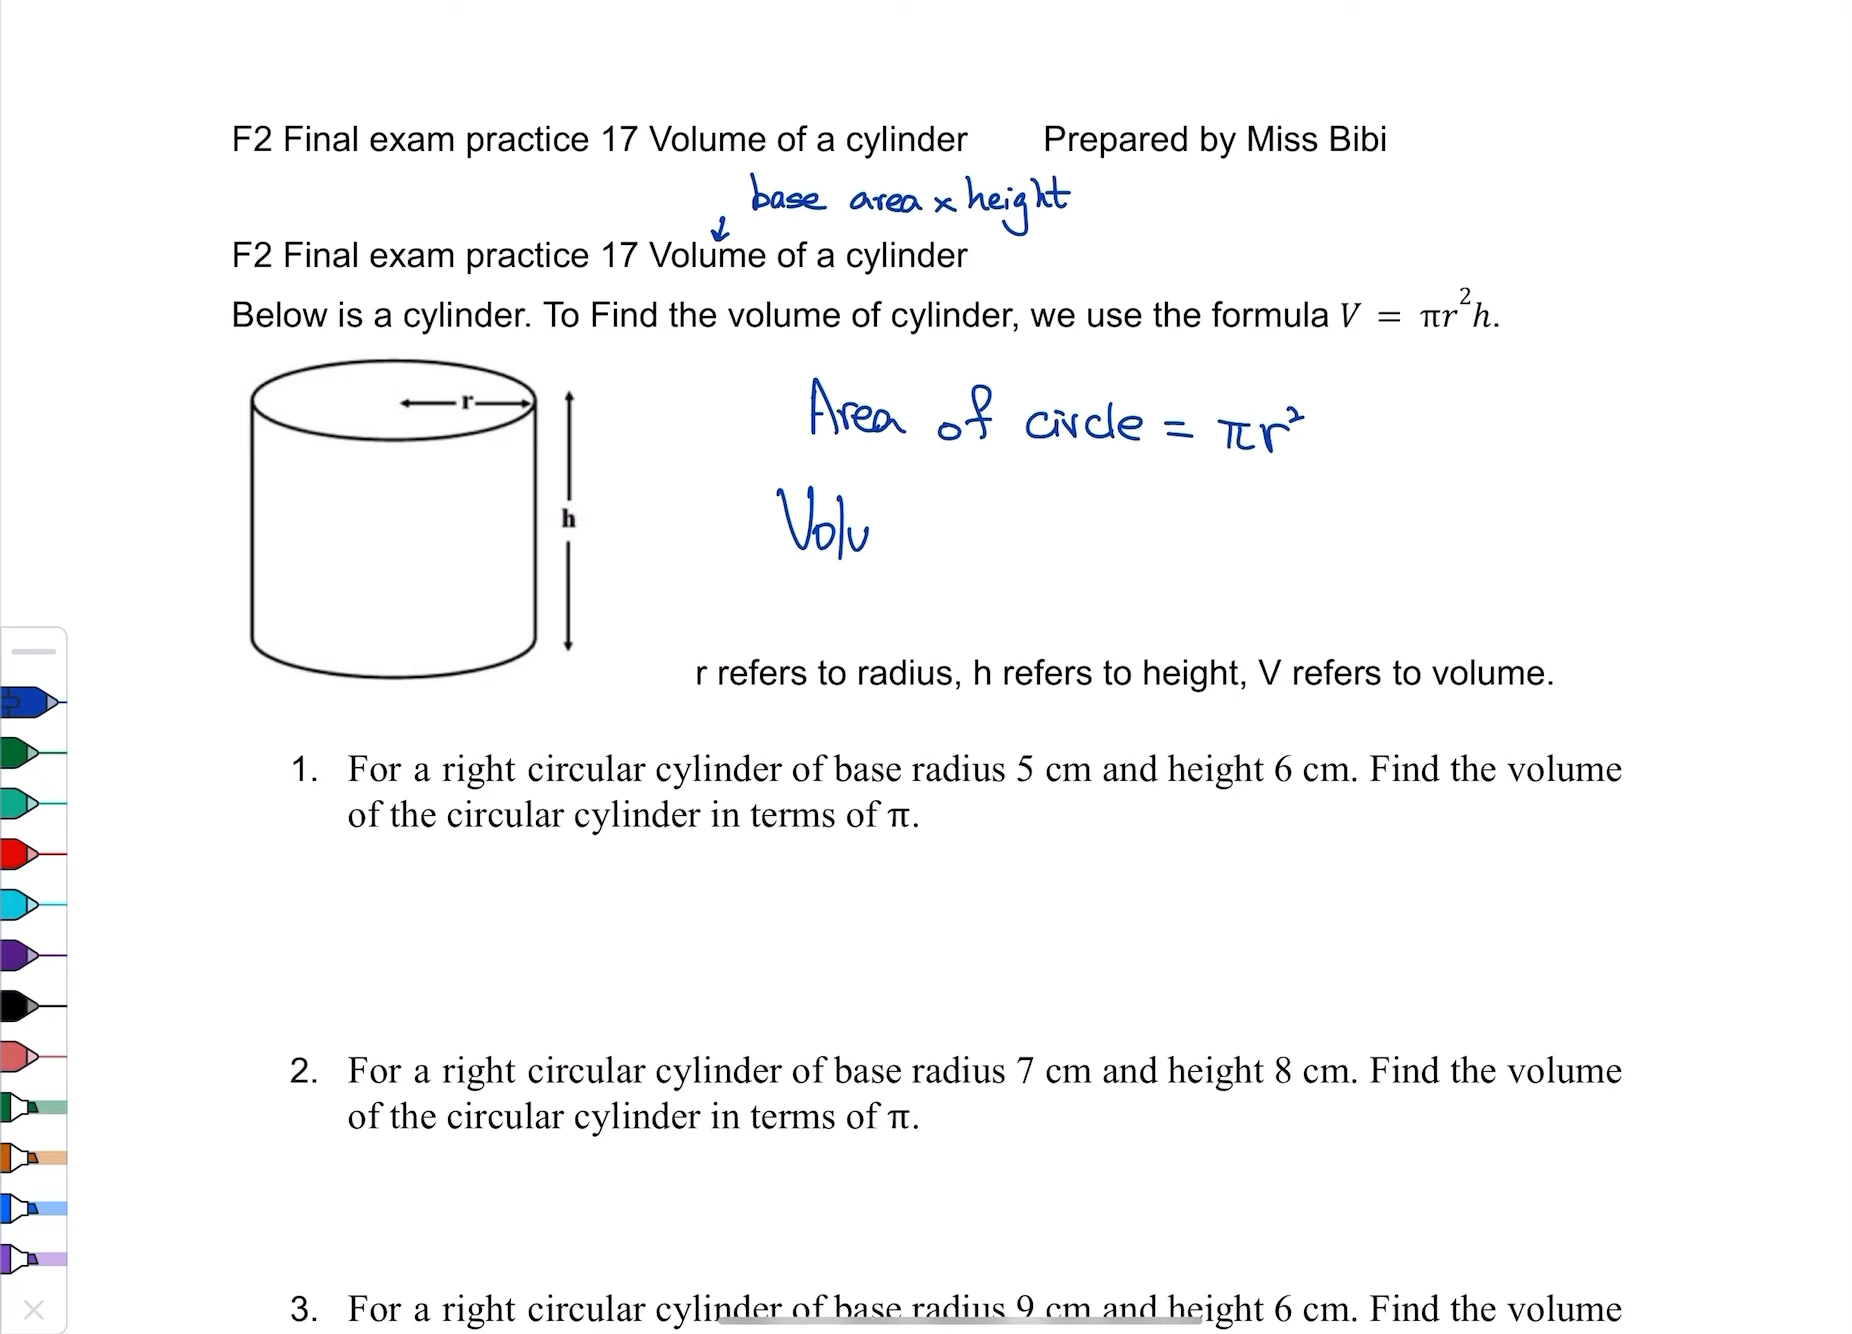 F2 Final exam practice 17 Volume of a cylinder Prepared by Miss Bibi
base area x height
F2 Final exam practice 17 Volume of a cylinder
Below is a cylinder. To Find the volume of cylinder, we use the formula V = πr²h.
r
Area of circle = πr²
h
Volu
r refers to radius, h refers to height, V refers to volume.
1. For a right circular cylinder of base radius 5 cm and height 6 cm. Find the volume
of the circular cylinder in terms of π.
2. For a right circular cylinder of base radius 7 cm and height 8 cm. Find the volume
of the circular cylinder in terms of π.
3. For a right circular cylinder of base radius 9 cm and height 6 cm. Find the volume